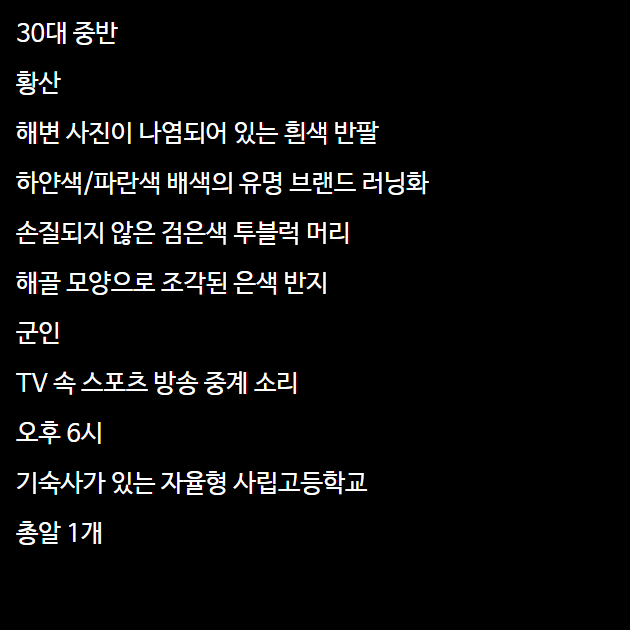 30대 중반
황산
해변 사진이 나염되어 있는 흰색 반팔
하얀색/파란색 배색의 유명 브랜드 러닝화
손질되지 않은 검은색 투블럭 머리
해골 모양으로 조각된 은색 반지
군인
TV 속 스포츠 방송 중계 소리
오후 6시
기숙사가 있는 자율형 사립고등학교
총알 1개